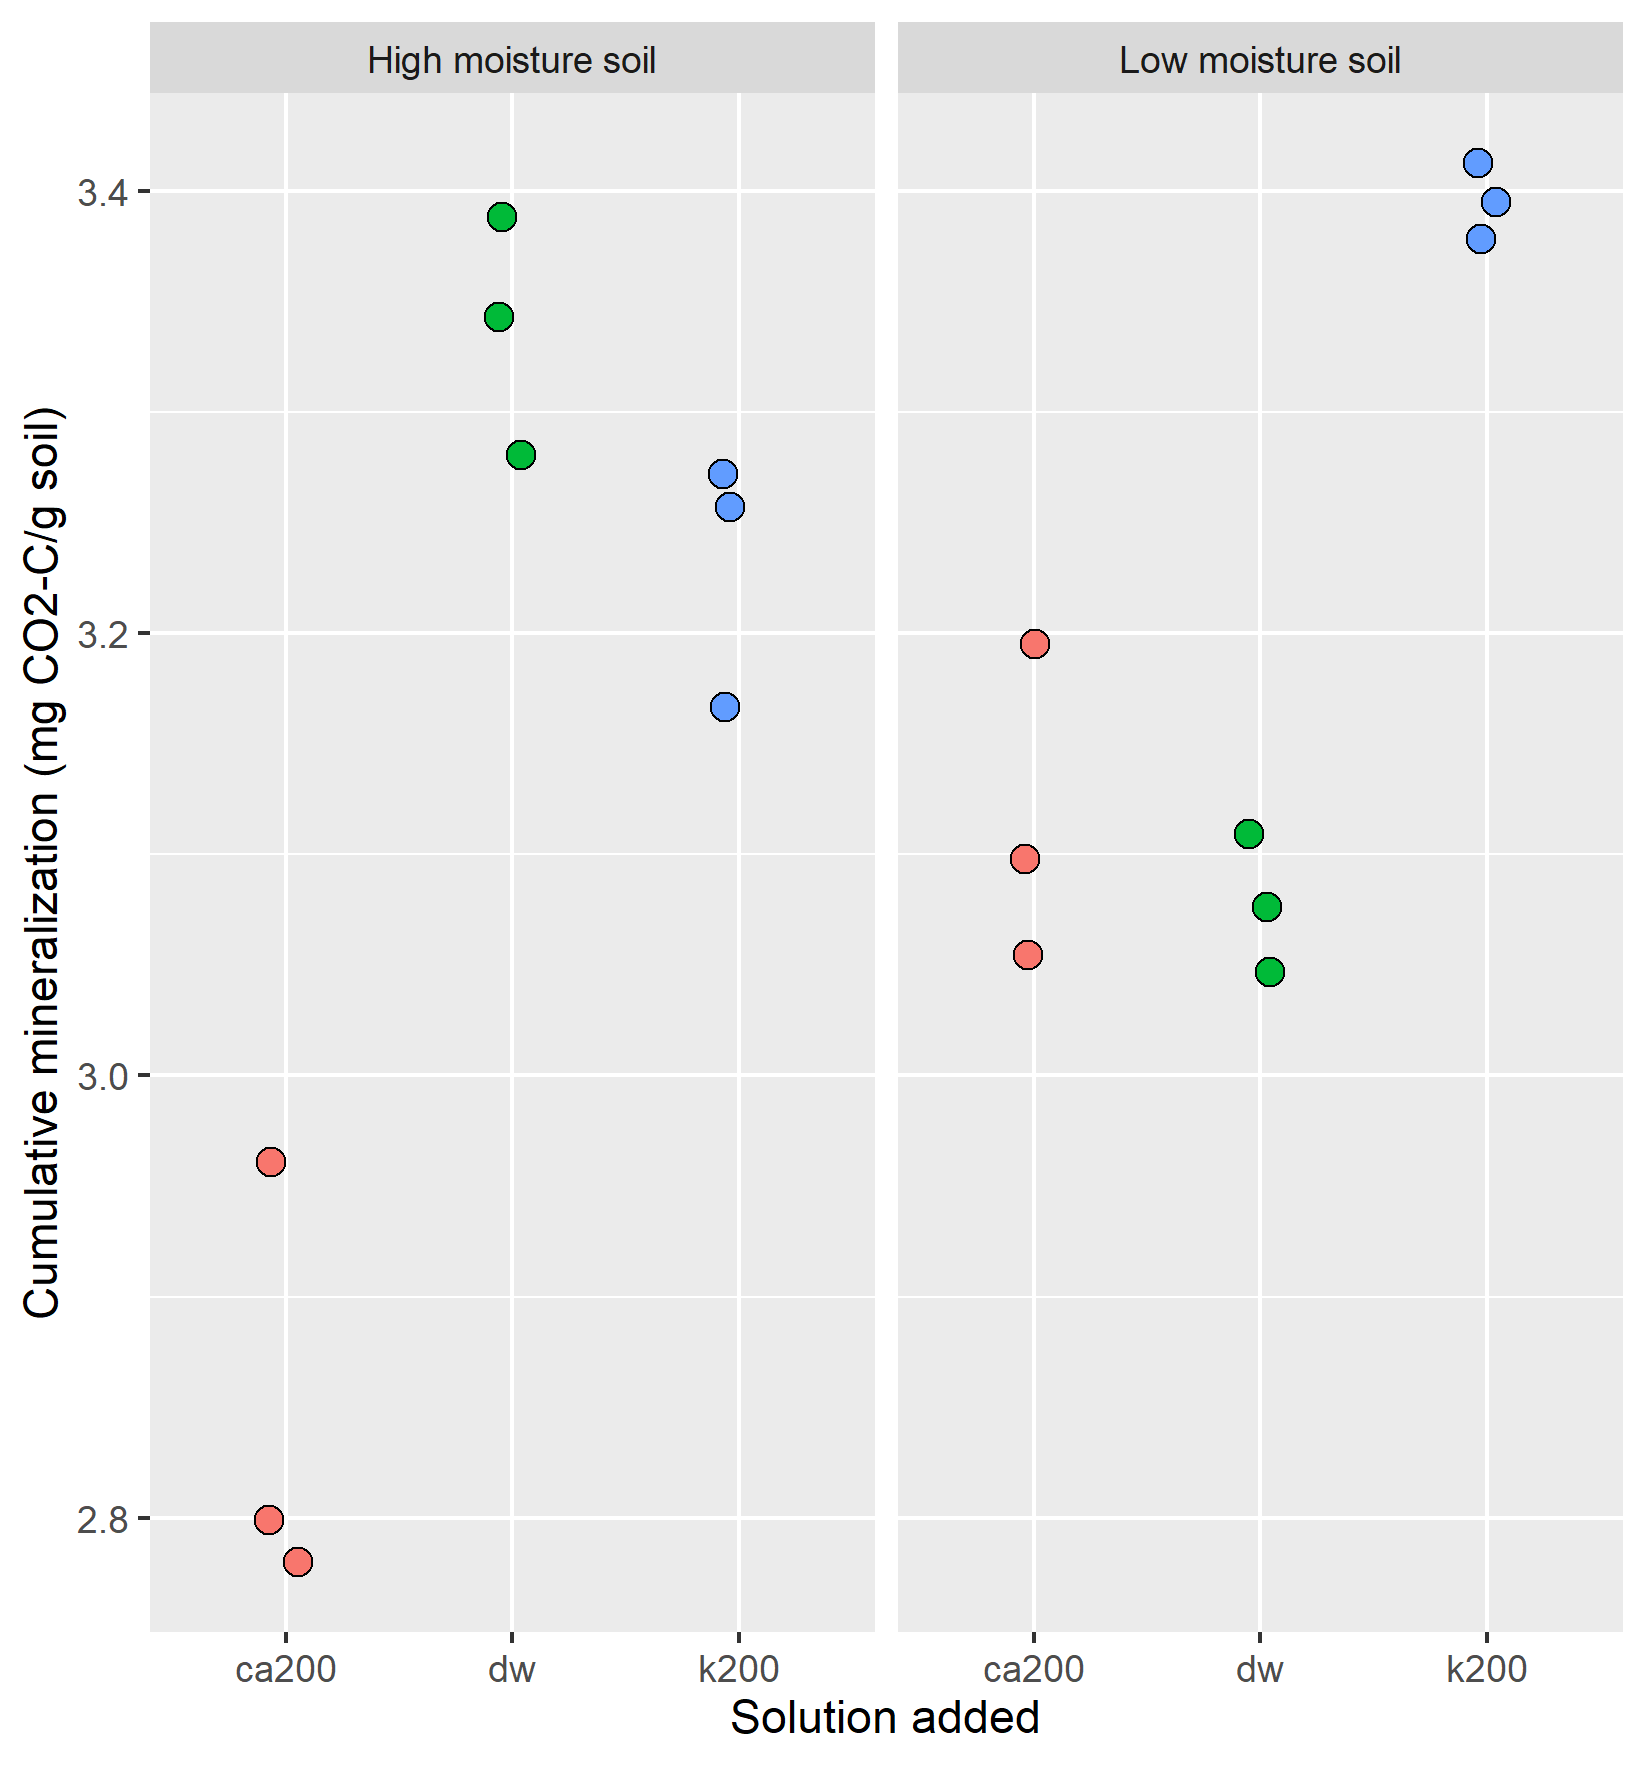 High moisture soil
Low moisture soil
Cumulative mineralization (mg CO2-C/g soil)
3.4
3.2
3.0
2.8
ca200 dw k200
ca200 dw k200
Solution added